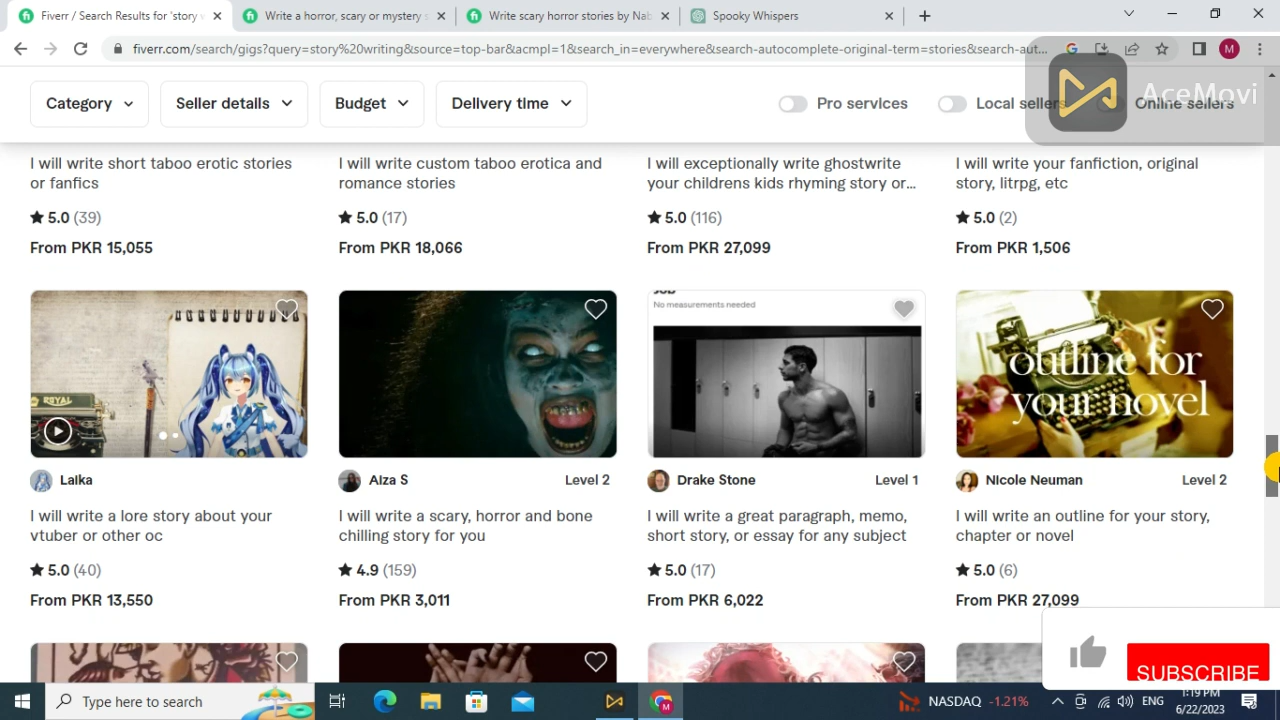 Fiverr / Search Results for 'story v
Write a horror, scary or mystery s
Write scary horror stories by Nab
Spooky Whispers
fiverr.com/search/gigs?query=story%20writing&source=top-bar&acmpl=1&search_in=everywhere&search-autocomplete-original-term=stories&search-aut...
M
AceMovi
Category
Seller details
Budget
Delivery time
Pro services
Local sellers
Online sellers
I will write short taboo erotic stories
or fanfics
5.0 (39)
From PKR 15,055
I will write custom taboo erotica and
romance stories
5.0 (17)
From PKR 18,066
I will exceptionally write ghostwrite
your childrens kids rhyming story or...
5.0 (116)
From PKR 27,099
I will write your fanfiction, original
story, litrpg, etc
5.0 (2)
From PKR 1,506
ROYAL
No measurements needed
outline for
your novel
Laika
I will write a lore story about your
vtuber or other oc
5.0 (40)
From PKR 13,550
Aiza S
Level 2
I will write a scary, horror and bone
chilling story for you
4.9 (159)
From PKR 3,011
Drake Stone
Level 1
I will write a great paragraph, memo,
short story, or essay for any subject
5.0 (17)
From PKR 6,022
Nicole Neuman
Level 2
I will write an outline for your story,
chapter or novel
5.0 (6)
From PKR 27,099
SUBSCRIBE
Type here to search
M
NASDAQ -1.21%
ENG
1:19 PM
6/22/2023